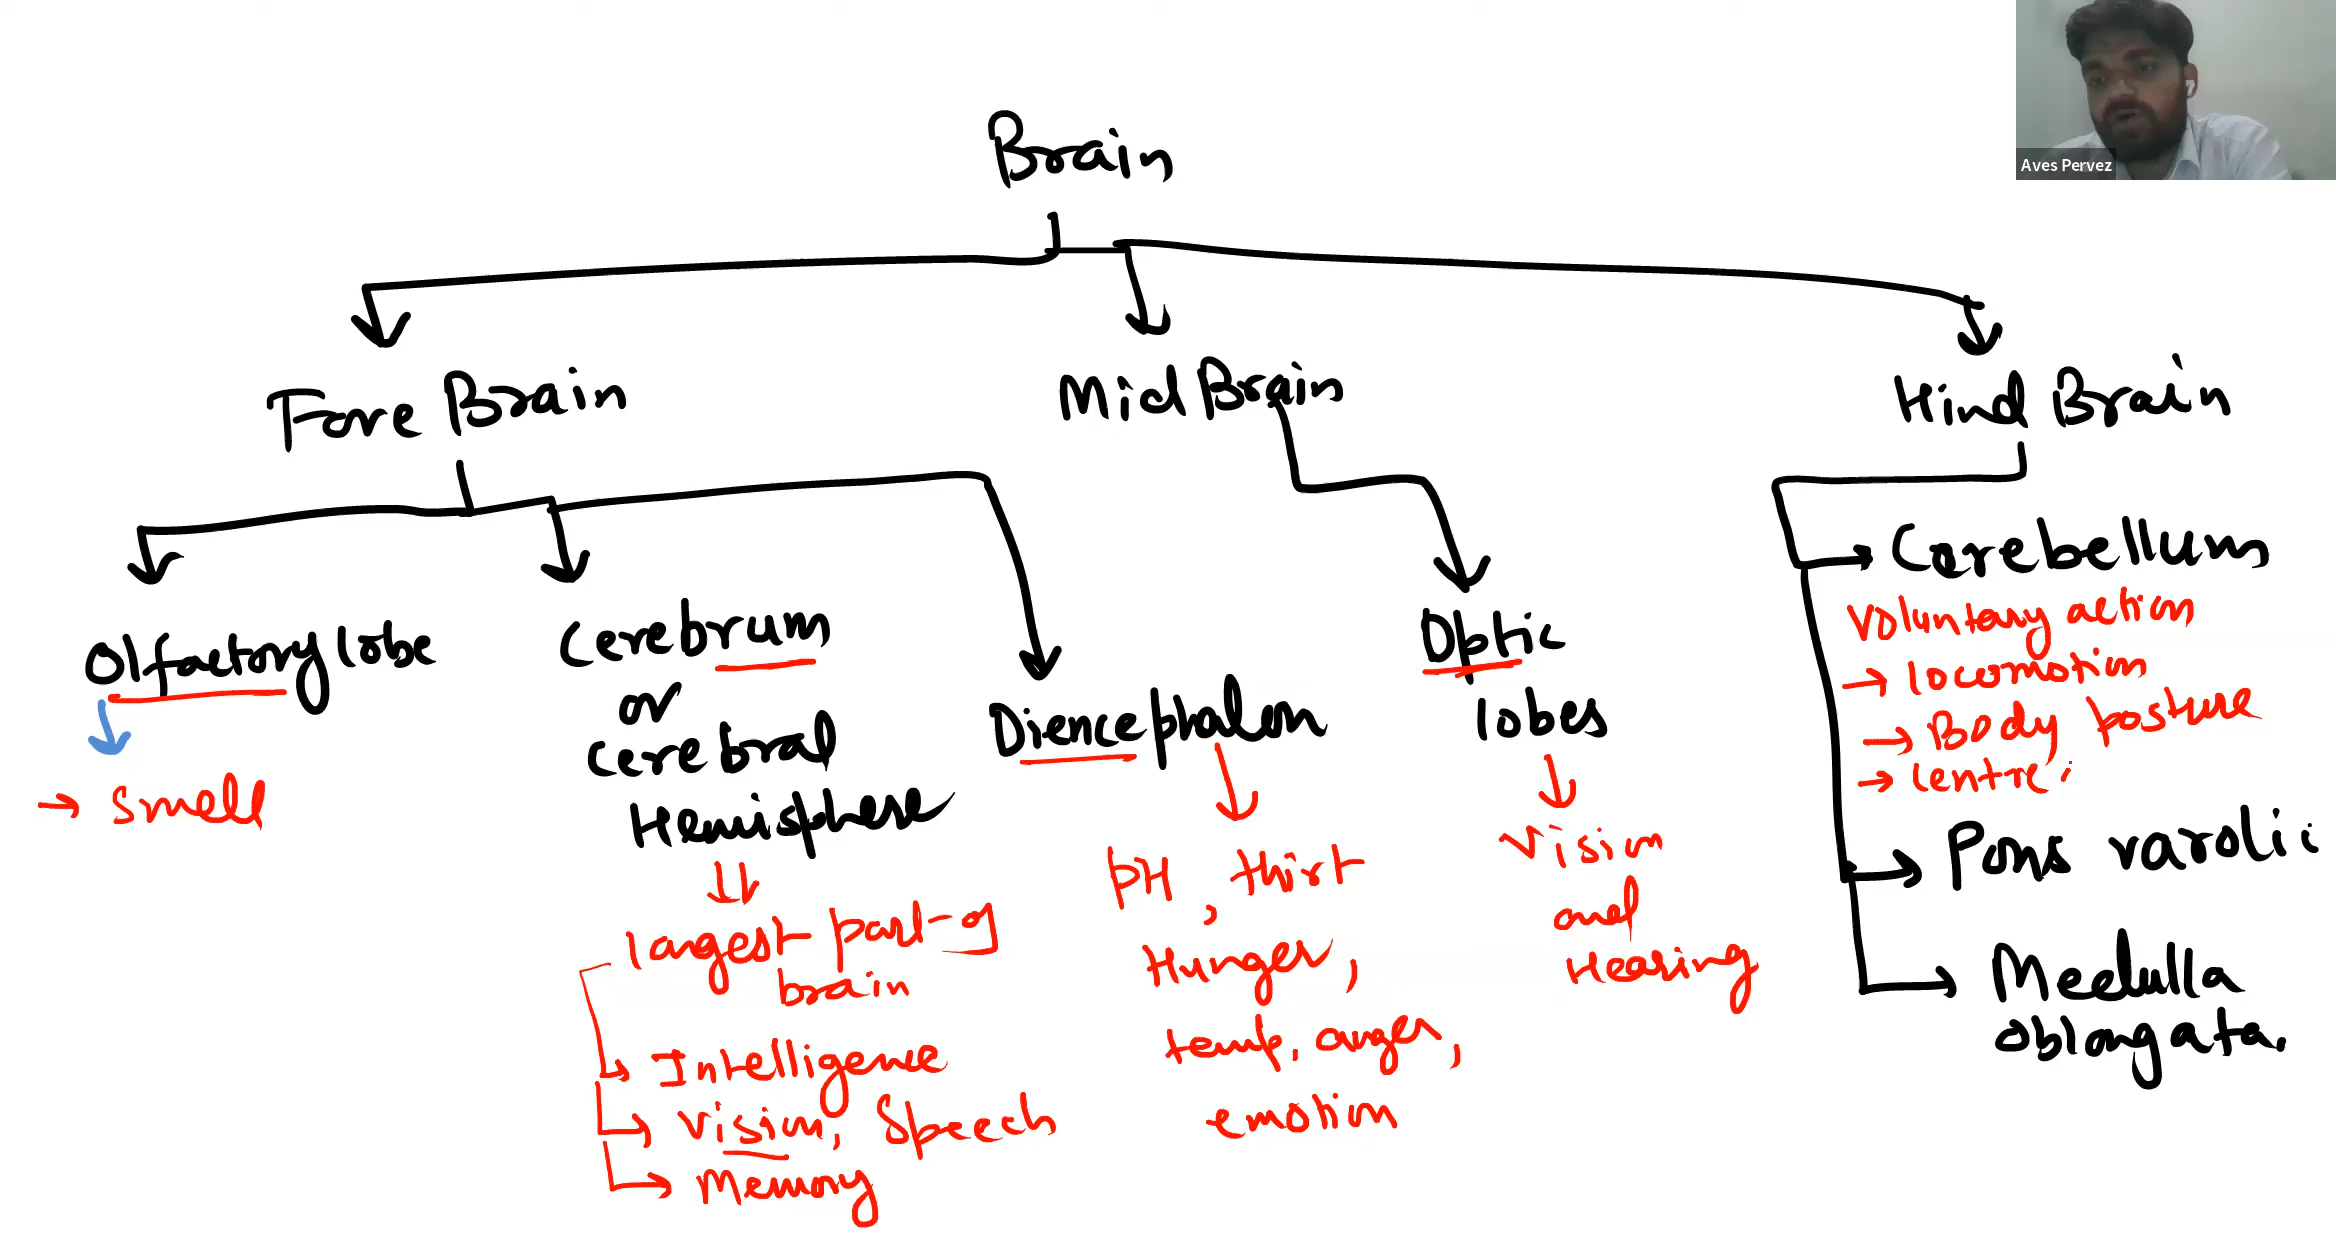 Brain
Aves Pervez
Fore Brain
Mid Brain
Hind Brain
Olfactory lobe
→ Smell
Cerebrum
or
cerebral
Hemisphere
largest part of
brain
→ Intelligence
→ Vision, Speech
→ Memory
Diencephalon
pH, thirt
Hunger,
temp, anger,
emotion
Optic
lobes
Vision
and
Hearing
→ Cerebellum
Voluntary action
→ locomotion
→ Body posture
→ Centre
→ Pons varolii
→ Medulla
oblongata.